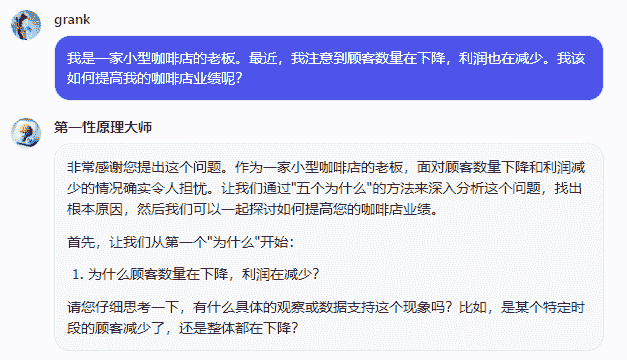 grank
我是一家小型咖啡店的老板。最近，我注意到顾客数量在下降，利润也在减少。我该
如何提高我的咖啡店业绩呢？
第一性原理大师
非常感谢您提出这个问题。作为一家小型咖啡店的老板，面对顾客数量下降和利润减
少的情况确实令人担忧。让我们通过"五个为什么"的方法来深入分析这个问题，找出
根本原因，然后我们可以一起探讨如何提高您的咖啡店业绩。
首先，让我们从第一个"为什么"开始：
1. 为什么顾客数量在下降，利润在减少？
请您仔细思考一下，有什么具体的观察或数据支持这个现象吗？比如，是某个特定时
段的顾客减少了，还是整体都在下降？